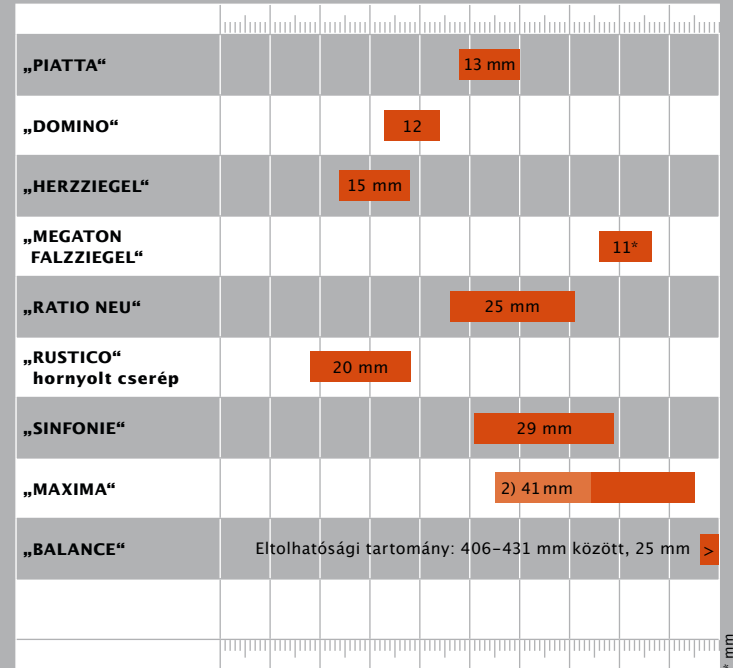 „PIATTA“ 13 mm
„DOMINO“ 12
„HERZZIEGEL“ 15 mm
„MEGATON
FALZZIEGEL“ 11*
„RATIO NEU“ 25 mm
„RUSTICO“
hornyolt cserép 20 mm
„SINFONIE“ 29 mm
„MAXIMA“ 2) 41 mm
„BALANCE“ Eltolhatósági tartomány: 406–431 mm között, 25 mm >
* mm